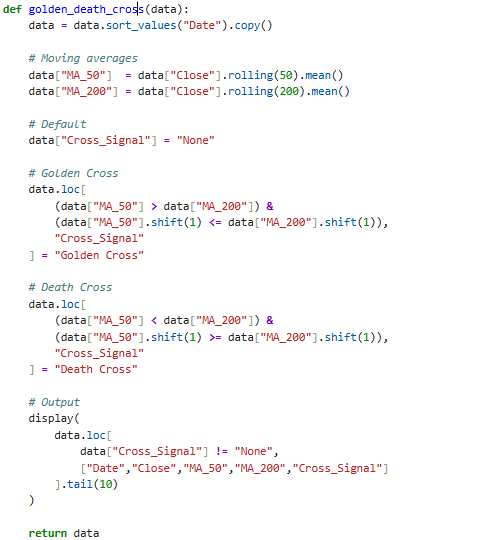 def golden_death_cross(data):
    data = data.sort_values("Date").copy()

    # Moving averages
    data["MA_50"]  = data["Close"].rolling(50).mean()
    data["MA_200"] = data["Close"].rolling(200).mean()

    # Default
    data["Cross_Signal"] = "None"

    # Golden Cross
    data.loc[
        (data["MA_50"] > data["MA_200"]) &
        (data["MA_50"].shift(1) <= data["MA_200"].shift(1)),
        "Cross_Signal"
    ] = "Golden Cross"

    # Death Cross
    data.loc[
        (data["MA_50"] < data["MA_200"]) &
        (data["MA_50"].shift(1) >= data["MA_200"].shift(1)),
        "Cross_Signal"
    ] = "Death Cross"

    # Output
    display(
        data.loc[
            data["Cross_Signal"] != "None",
            ["Date","Close","MA_50","MA_200","Cross_Signal"]
        ].tail(10)
    )

    return data